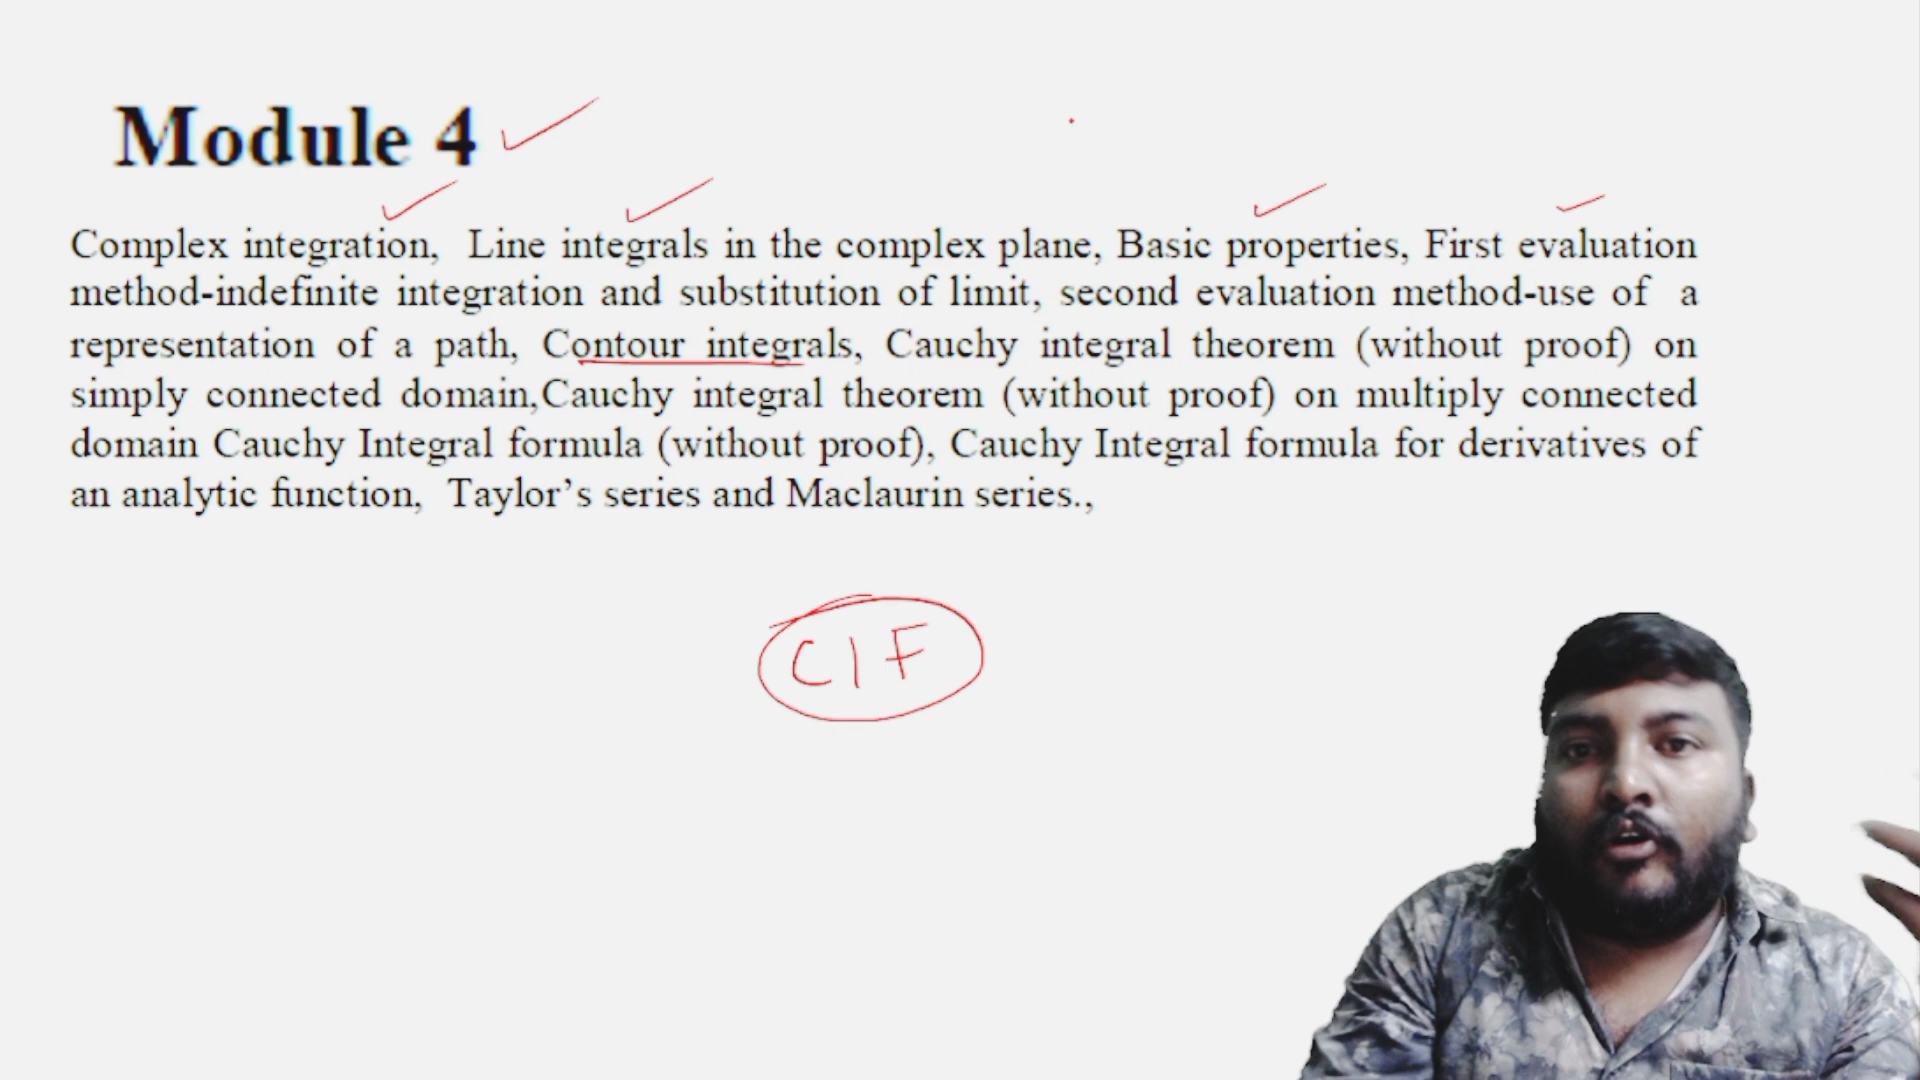 Module 4
Complex integration, Line integrals in the complex plane, Basic properties, First evaluation
method-indefinite integration and substitution of limit, second evaluation method-use of a
representation of a path, Contour integrals, Cauchy integral theorem (without proof) on
simply connected domain,Cauchy integral theorem (without proof) on multiply connected
domain Cauchy Integral formula (without proof), Cauchy Integral formula for derivatives of
an analytic function, Taylor's series and Maclaurin series.,
CIF